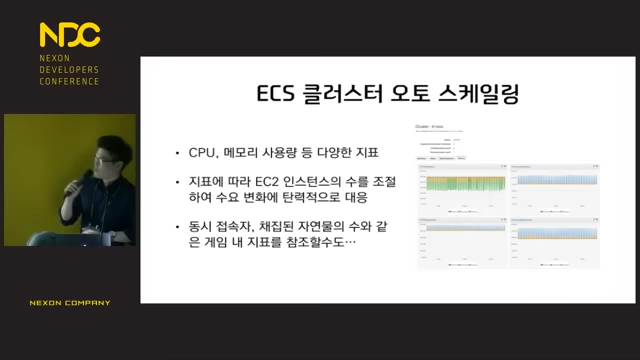 NDC
NEXON
DEVELOPERS
CONFERENCE
ECS 클러스터 오토 스케일링
• CPU, 메모리 사용량 등 다양한 지표
• 지표에 따라 EC2 인스턴스의 수를 조절
하여 수요 변화에 탄력적으로 대응
• 동시 접속자, 채집된 자연물의 수와 같
은 게임 내 지표를 참조할수도…
NEXON COMPANY